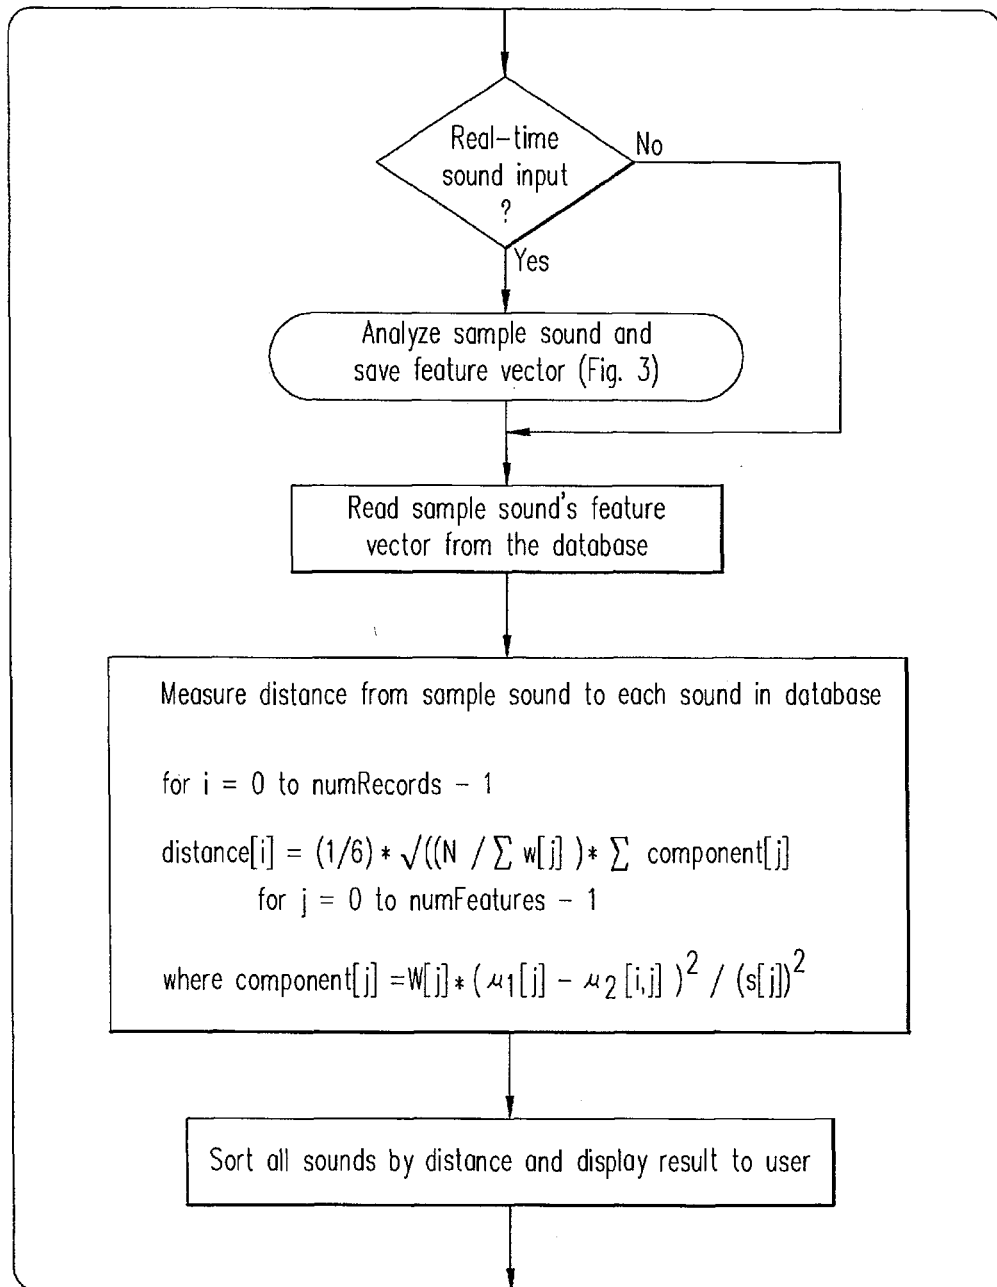 Real-time
sound input
?
No
Yes
Analyze sample sound and
save feature vector (Fig. 3)
Read sample sound's feature
vector from the database
Measure distance from sample sound to each sound in database
for i = 0 to numRecords - 1
distance[i] = (1/6) * √((N / ∑ w[j] ) * ∑ component[j]
for j = 0 to numFeatures - 1
where component[j] =W[j] * (μ1[j] - μ2[i,j] )^2 / (s[j])^2
Sort all sounds by distance and display result to user